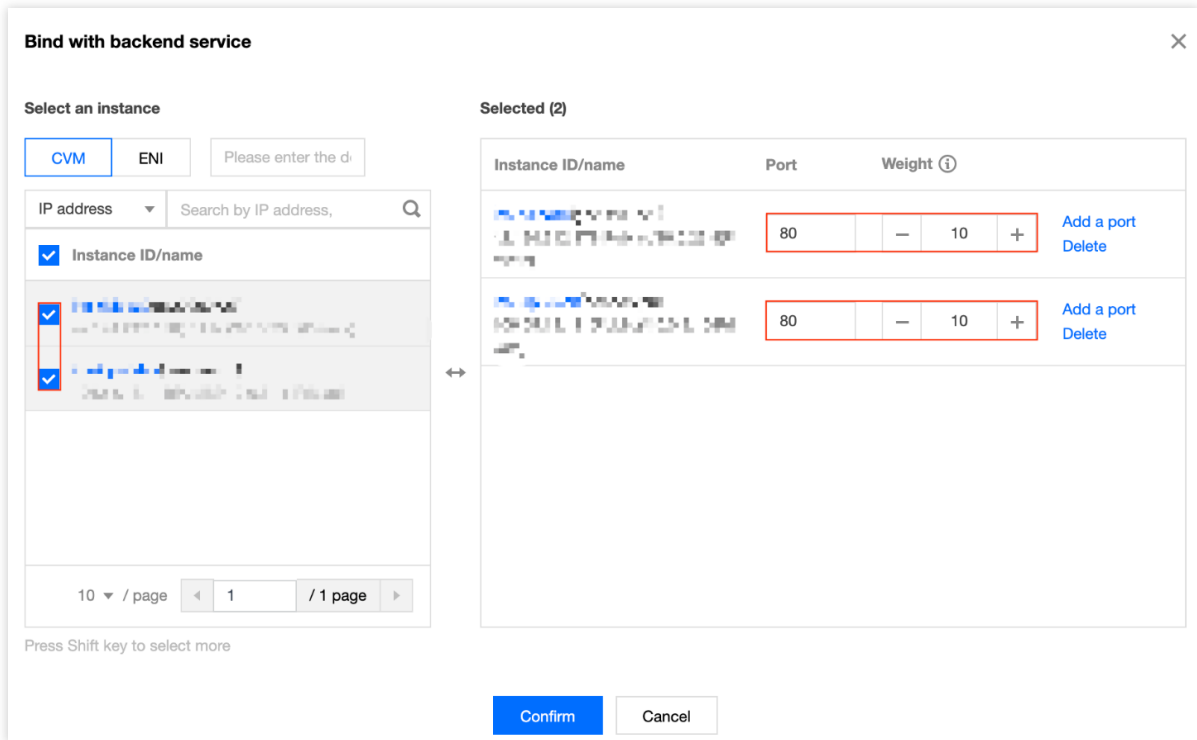 Bind with backend service
Select an instance
CVM
ENI
Please enter the d
IP address
Search by IP address,
Instance ID/name
10 / page
1
/ 1 page
Press Shift key to select more
Selected (2)
Instance ID/name Port Weight
80 10
Add a port
Delete
80 10
Add a port
Delete
Confirm
Cancel